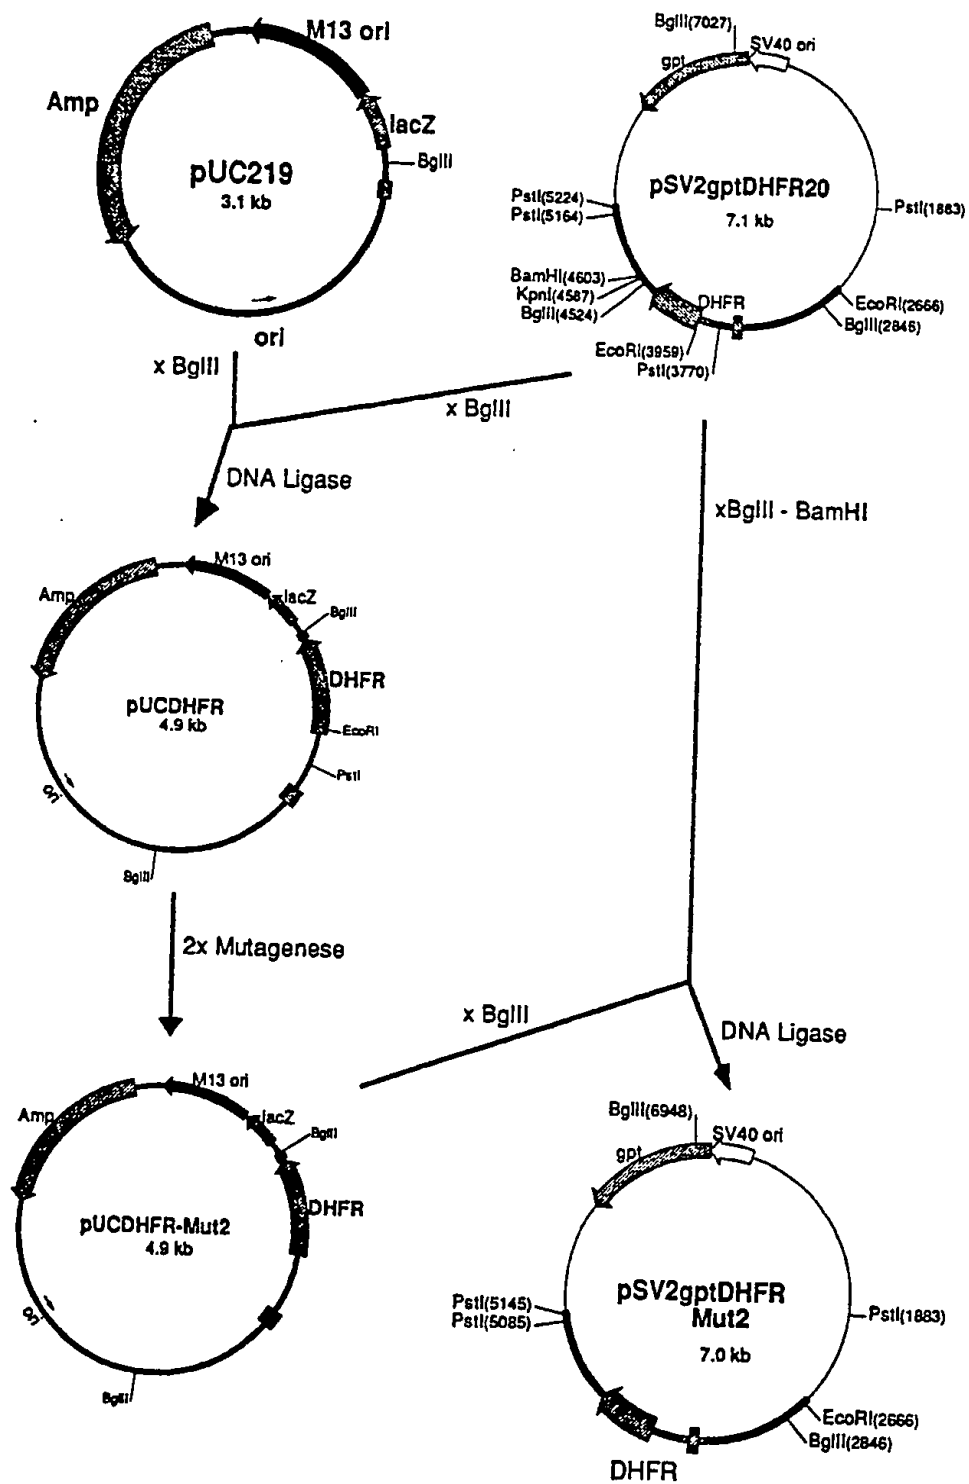 M13 ori
Amp
lacZ
BglII
pUC219
3.1 kb
ori
BglII(7027)
SV40 ori
gpt
pSV2gptDHFR20
7.1 kb
PstI(5224)
PstI(5164)
PstI(1883)
BamHI(4603)
KpnI(4587)
BglII(4524)
DHFR
EcoRI(2666)
BglII(2846)
EcoRI(3959)
PstI(3770)
x BglII
x BglII
DNA Ligase
xBglII - BamHI
M13 ori
Amp
lacZ
BglII
DHFR
pUCDHFR
4.9 kb
EcoRI
PstI
ori
BglII
2x Mutagenese
x BglII
DNA Ligase
M13 ori
Amp
lacZ
BglII
DHFR
pUCDHFR-Mut2
4.9 kb
ori
BglII
BglII(6948)
SV40 ori
gpt
pSV2gptDHFR
Mut2
7.0 kb
PstI(5145)
PstI(5085)
PstI(1883)
EcoRI(2666)
BglII(2846)
DHFR